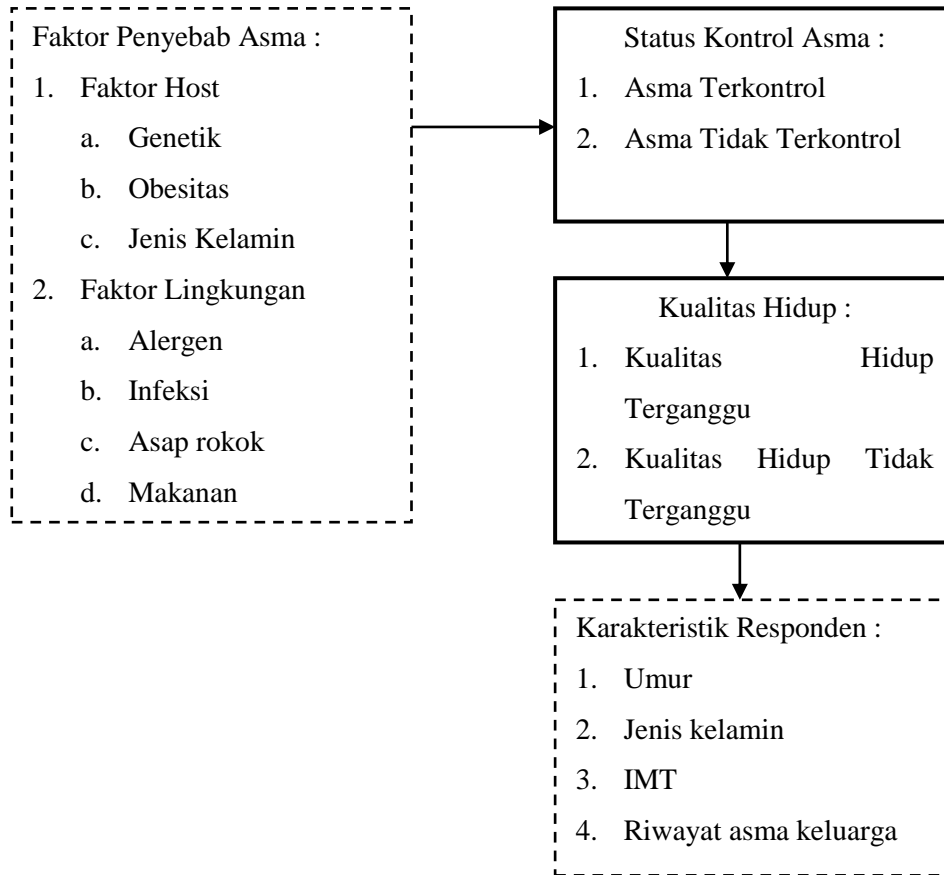 Faktor Penyebab Asma :
1. Faktor Host
a. Genetik
b. Obesitas
c. Jenis Kelamin
2. Faktor Lingkungan
a. Alergen
b. Infeksi
c. Asap rokok
d. Makanan
Status Kontrol Asma :
1. Asma Terkontrol
2. Asma Tidak Terkontrol
Kualitas Hidup :
1. Kualitas Hidup
Terganggu
2. Kualitas Hidup Tidak
Terganggu
Karakteristik Responden :
1. Umur
2. Jenis kelamin
3. IMT
4. Riwayat asma keluarga